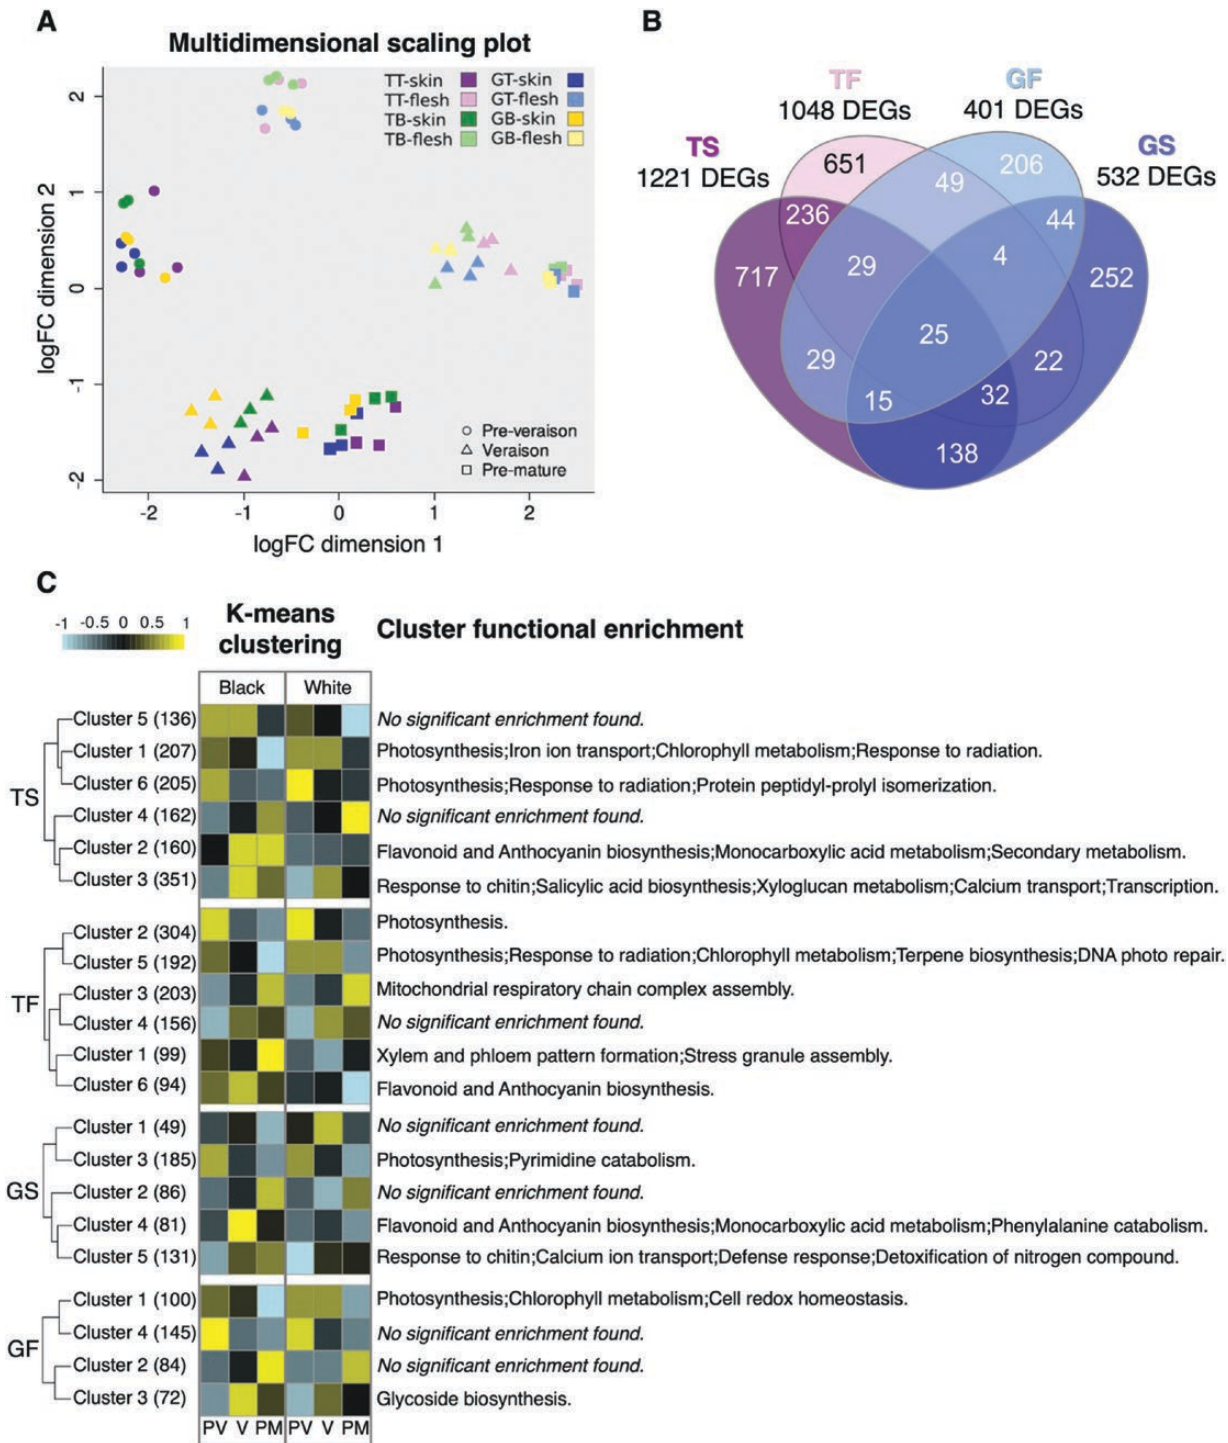 A
Multidimensional scaling plot
TT-skin GT-skin
TT-flesh GT-flesh
TB-skin GB-skin
TB-flesh GB-flesh
2
1
0
-1
-2
logFC dimension 2
Pre-veraison
Veraison
Pre-mature
-2 -1 0 1 2
logFC dimension 1
B
TF
1048 DEGs
GF
401 DEGs
TS
1221 DEGs
GS
532 DEGs
651
49
206
236
44
717
29
4
252
25
29
22
15
32
138
C
-1 -0.5 0 0.5 1
K-means
clustering
Cluster functional enrichment
Black White
TS
Cluster 5 (136) No significant enrichment found.
Cluster 1 (207) Photosynthesis;Iron ion transport;Chlorophyll metabolism;Response to radiation.
Cluster 6 (205) Photosynthesis;Response to radiation;Protein peptidyl-prolyl isomerization.
Cluster 4 (162) No significant enrichment found.
Cluster 2 (160) Flavonoid and Anthocyanin biosynthesis;Monocarboxylic acid metabolism;Secondary metabolism.
Cluster 3 (351) Response to chitin;Salicylic acid biosynthesis;Xyloglucan metabolism;Calcium transport;Transcription.
TF
Cluster 2 (304) Photosynthesis.
Cluster 5 (192) Photosynthesis;Response to radiation;Chlorophyll metabolism;Terpene biosynthesis;DNA photo repair.
Cluster 3 (203) Mitochondrial respiratory chain complex assembly.
Cluster 4 (156) No significant enrichment found.
Cluster 1 (99) Xylem and phloem pattern formation;Stress granule assembly.
Cluster 6 (94) Flavonoid and Anthocyanin biosynthesis.
GS
Cluster 1 (49) No significant enrichment found.
Cluster 3 (185) Photosynthesis;Pyrimidine catabolism.
Cluster 2 (86) No significant enrichment found.
Cluster 4 (81) Flavonoid and Anthocyanin biosynthesis;Monocarboxylic acid metabolism;Phenylalanine catabolism.
Cluster 5 (131) Response to chitin;Calcium ion transport;Defense response;Detoxification of nitrogen compound.
GF
Cluster 1 (100) Photosynthesis;Chlorophyll metabolism;Cell redox homeostasis.
Cluster 4 (145) No significant enrichment found.
Cluster 2 (84) No significant enrichment found.
Cluster 3 (72) Glycoside biosynthesis.
PV V PM PV V PM